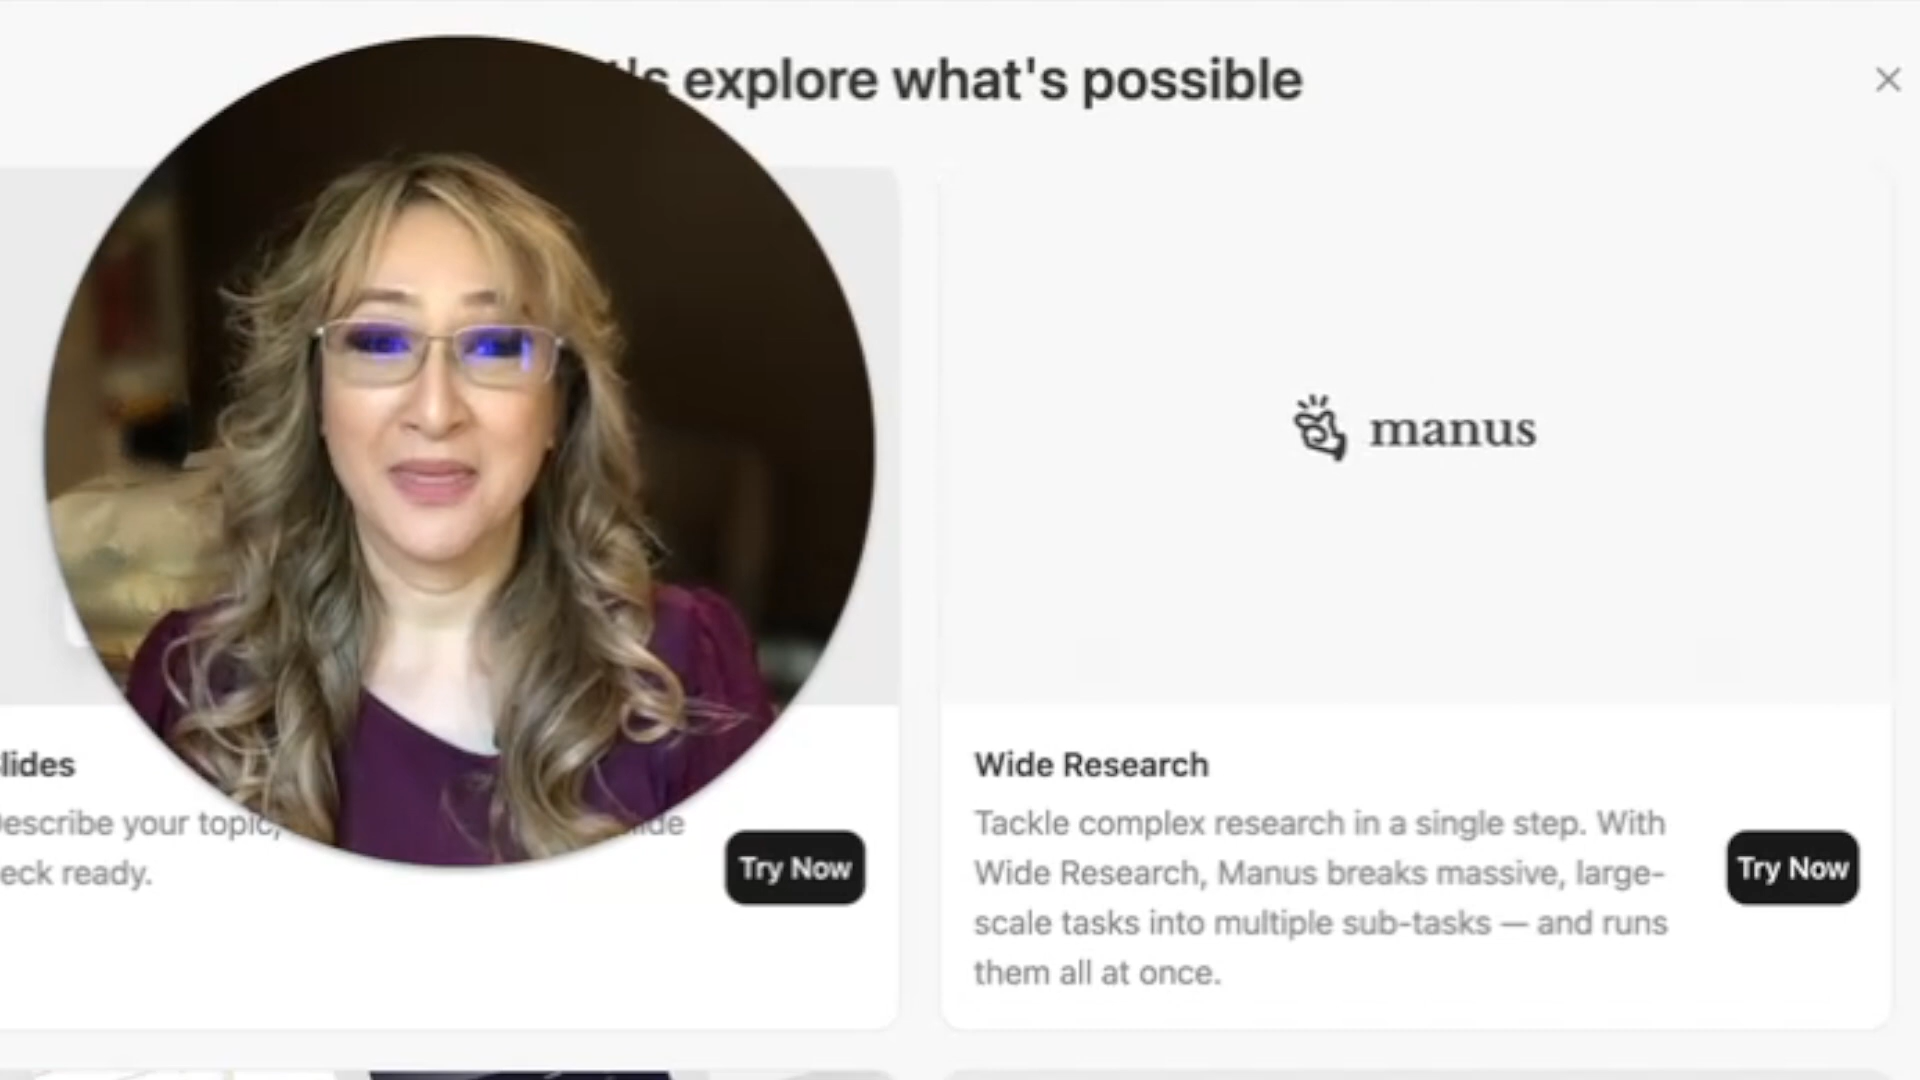 's explore what's possible
manus
lides
escribe your topic,
eck ready.
Try Now
Wide Research
Tackle complex research in a single step. With
Wide Research, Manus breaks massive, large-
scale tasks into multiple sub-tasks — and runs
them all at once.
Try Now